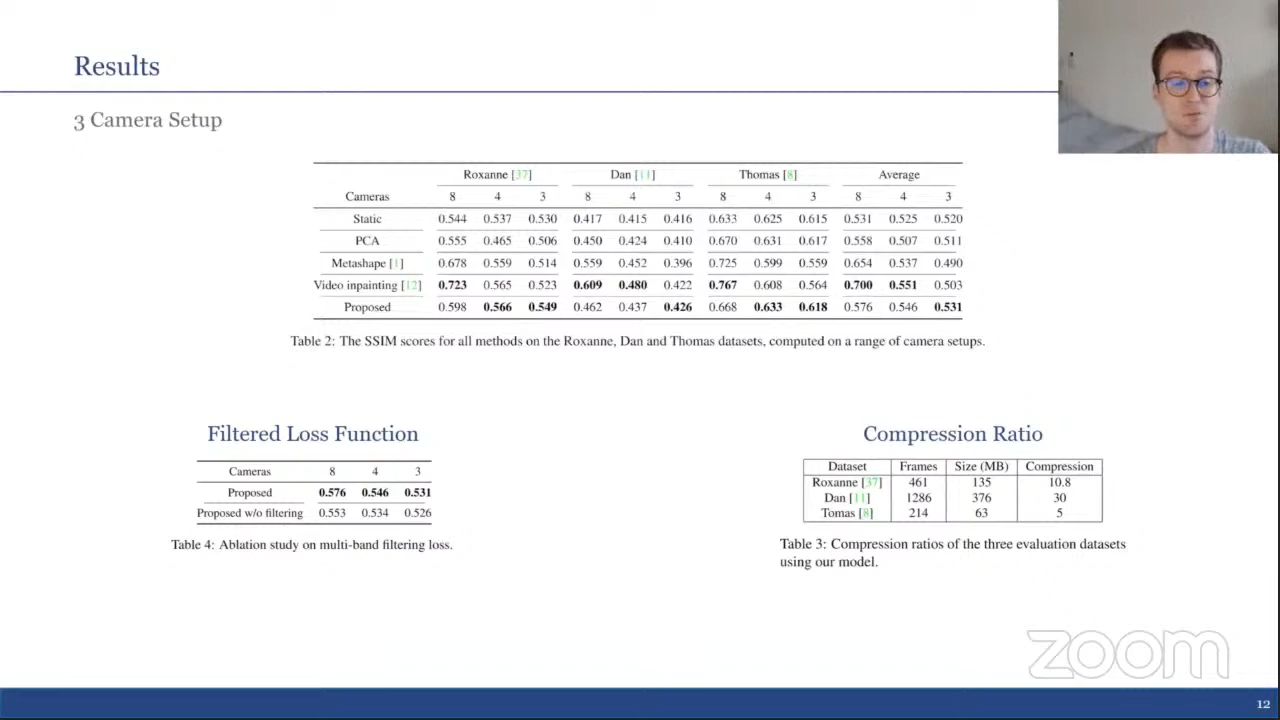 Results
3 Camera Setup
Roxanne [37] Dan [11] Thomas [8] Average
Cameras 8 4 3 8 4 3 8 4 3 8 4 3
Static 0.544 0.537 0.530 0.417 0.415 0.416 0.633 0.625 0.615 0.531 0.525 0.520
PCA 0.555 0.465 0.506 0.450 0.424 0.410 0.670 0.631 0.617 0.558 0.507 0.511
Metashape [1] 0.678 0.559 0.514 0.559 0.452 0.396 0.725 0.599 0.559 0.654 0.537 0.490
Video inpainting [12] 0.723 0.565 0.523 0.609 0.480 0.422 0.767 0.608 0.564 0.700 0.551 0.503
Proposed 0.598 0.566 0.549 0.462 0.437 0.426 0.668 0.633 0.618 0.576 0.546 0.531
Table 2: The SSIM scores for all methods on the Roxanne, Dan and Thomas datasets, computed on a range of camera setups.
Filtered Loss Function
Cameras 8 4 3
Proposed 0.576 0.546 0.531
Proposed w/o filtering 0.553 0.534 0.526
Table 4: Ablation study on multi-band filtering loss.
Compression Ratio
Dataset Frames Size (MB) Compression
Roxanne [37] 461 135 10.8
Dan [11] 1286 376 30
Tomas [8] 214 63 5
Table 3: Compression ratios of the three evaluation datasets
using our model.
zoom
12